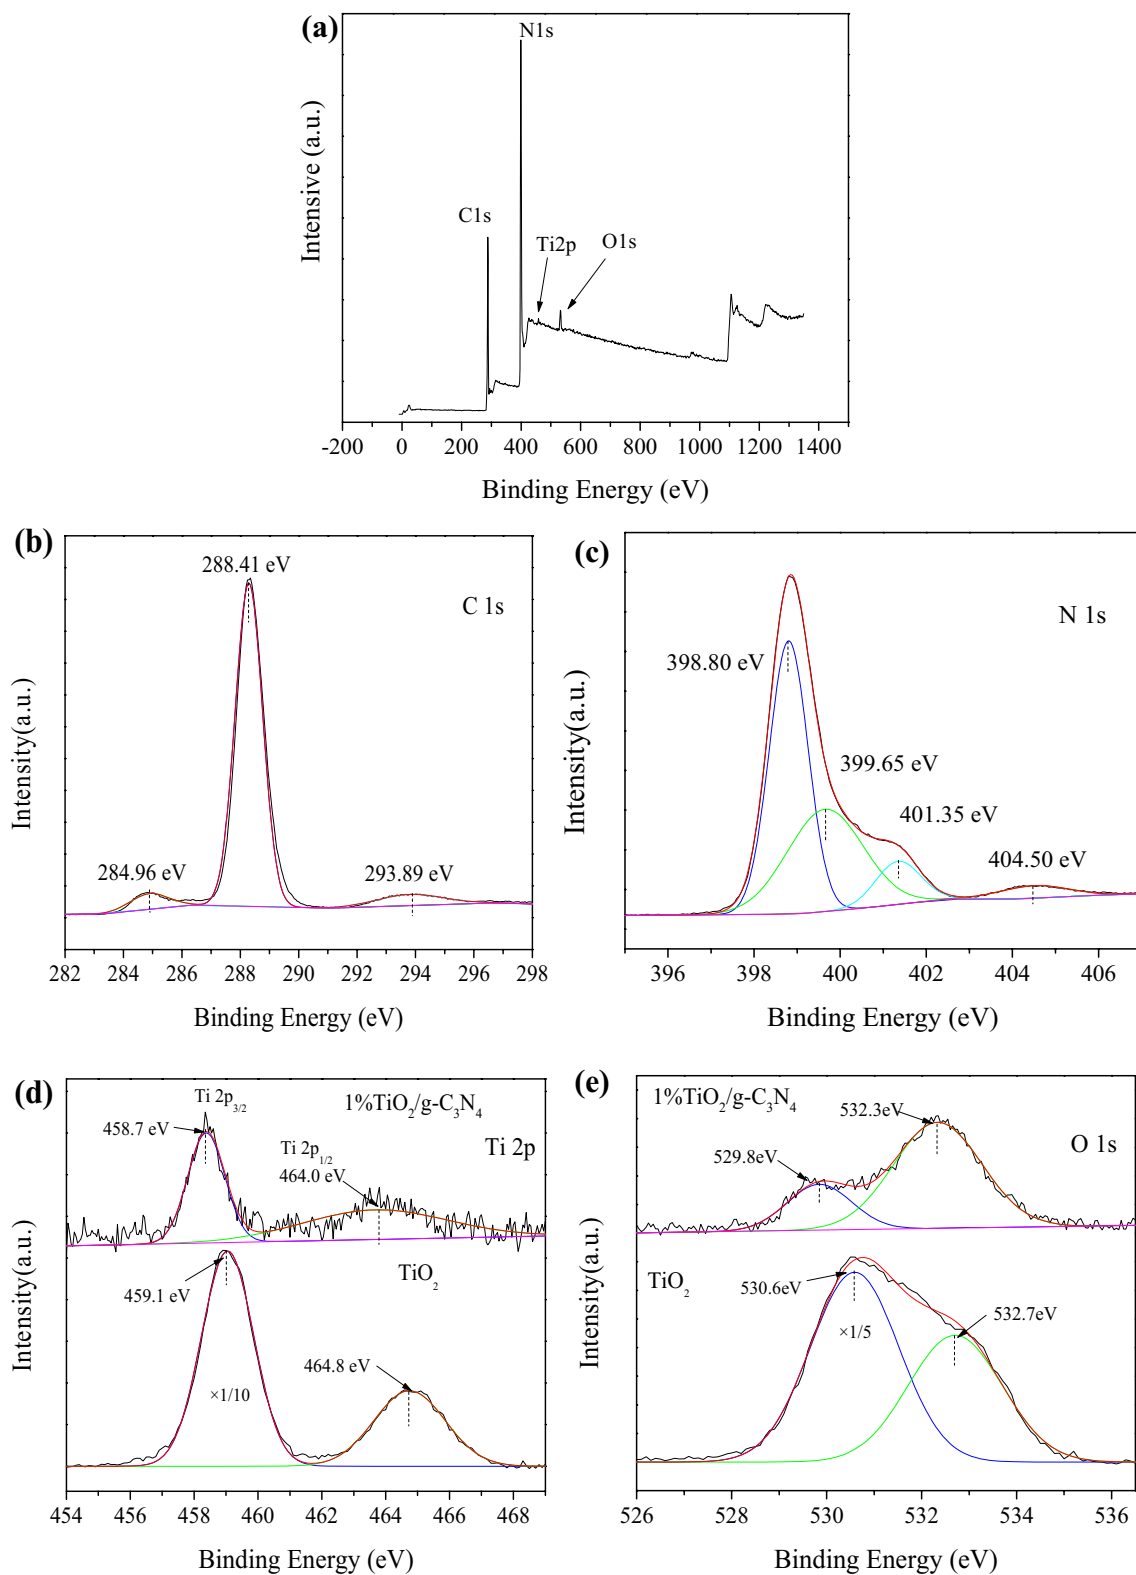 (a)
N1s
C1s
Ti2p
O1s
Intensive (a.u.)
-200 0 200 400 600 800 1000 1200 1400
Binding Energy (eV)
(b)
288.41 eV
C 1s
284.96 eV
293.89 eV
Intensity(a.u.)
282 284 286 288 290 292 294 296 298
Binding Energy (eV)
(c)
N 1s
398.80 eV
399.65 eV
401.35 eV
404.50 eV
Intensity(a.u.)
396 398 400 402 404 406
Binding Energy (eV)
(d)
Ti 2p3/2
1%TiO2/g-C3N4
458.7 eV
Ti 2p1/2
Ti 2p
464.0 eV
TiO2
459.1 eV
464.8 eV
×1/10
Intensity(a.u.)
454 456 458 460 462 464 466 468
Binding Energy (eV)
(e)
1%TiO2/g-C3N4
532.3eV
O 1s
529.8eV
TiO2
530.6eV
532.7eV
×1/5
Intensity(a.u.)
526 528 530 532 534 536
Binding Energy (eV)